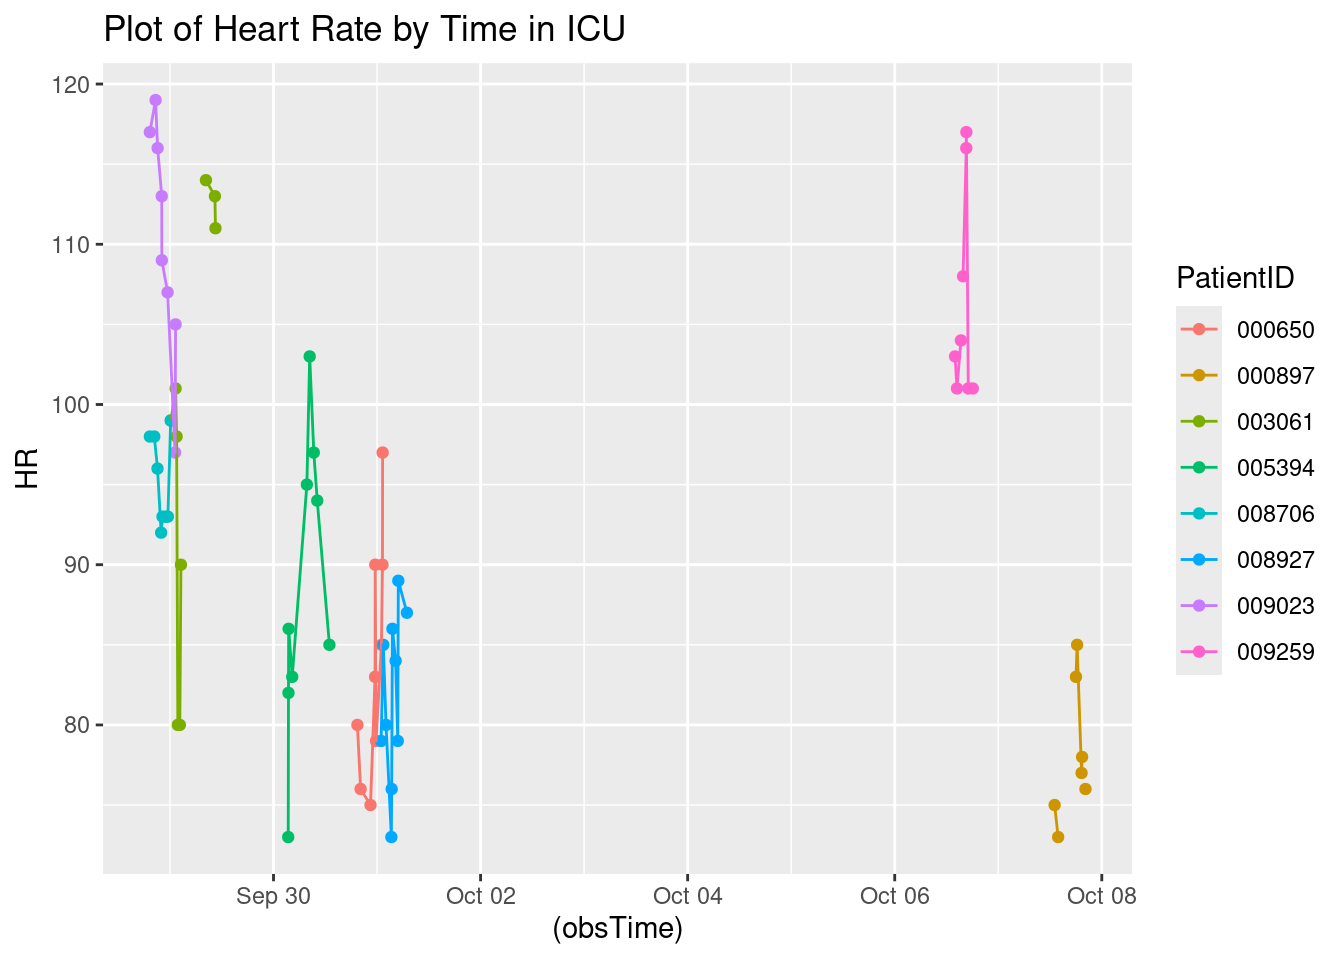 Plot of Heart Rate by Time in ICU
120
110
100
90
80
HR
Sep 30
Oct 02
Oct 04
Oct 06
Oct 08
(obsTime)
PatientID
000650
000897
003061
005394
008706
008927
009023
009259